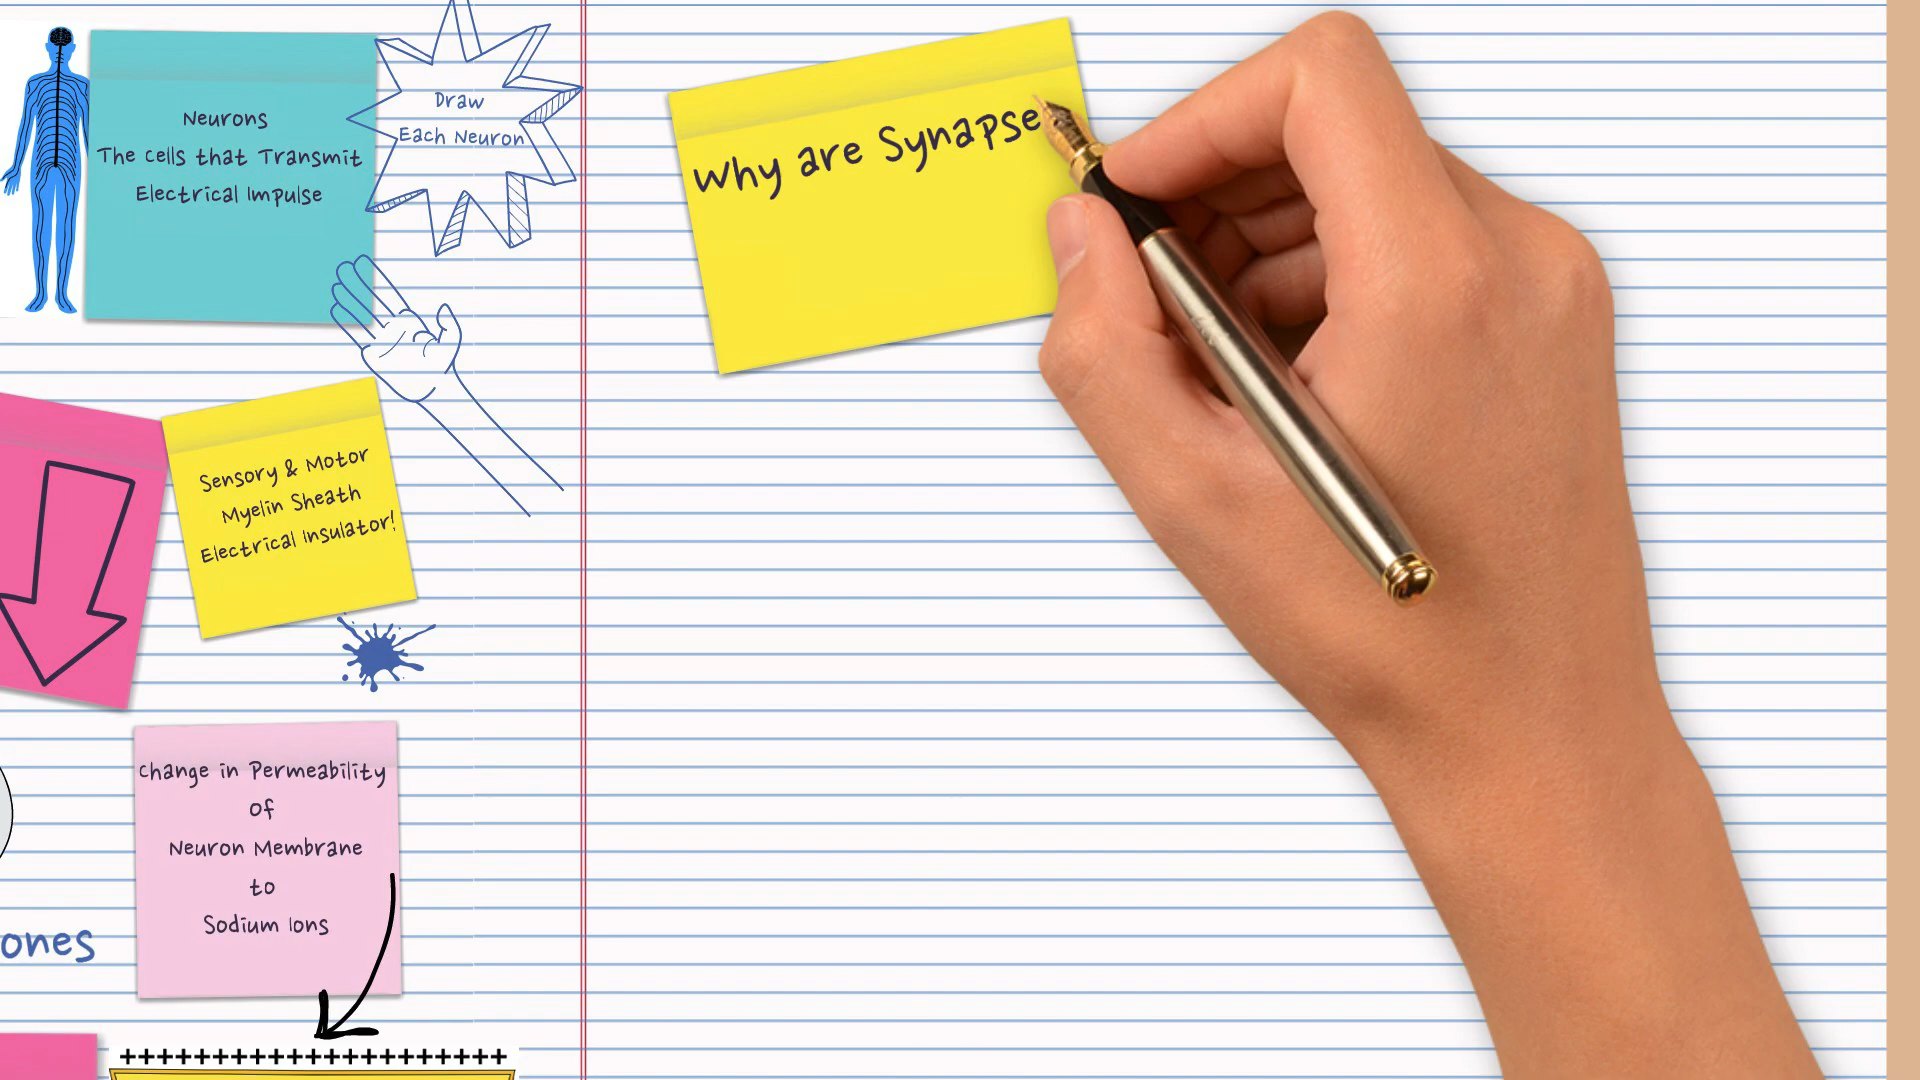 Neurons
The Cells that Transmit
Electrical Impulse
Draw
Each Neuron
Why are Synapse
Sensory & Motor
Myelin Sheath
Electrical Insulator!
Change in Permeability
of
Neuron Membrane
to
Sodium Ions
ones
+++++++++++++++++++++